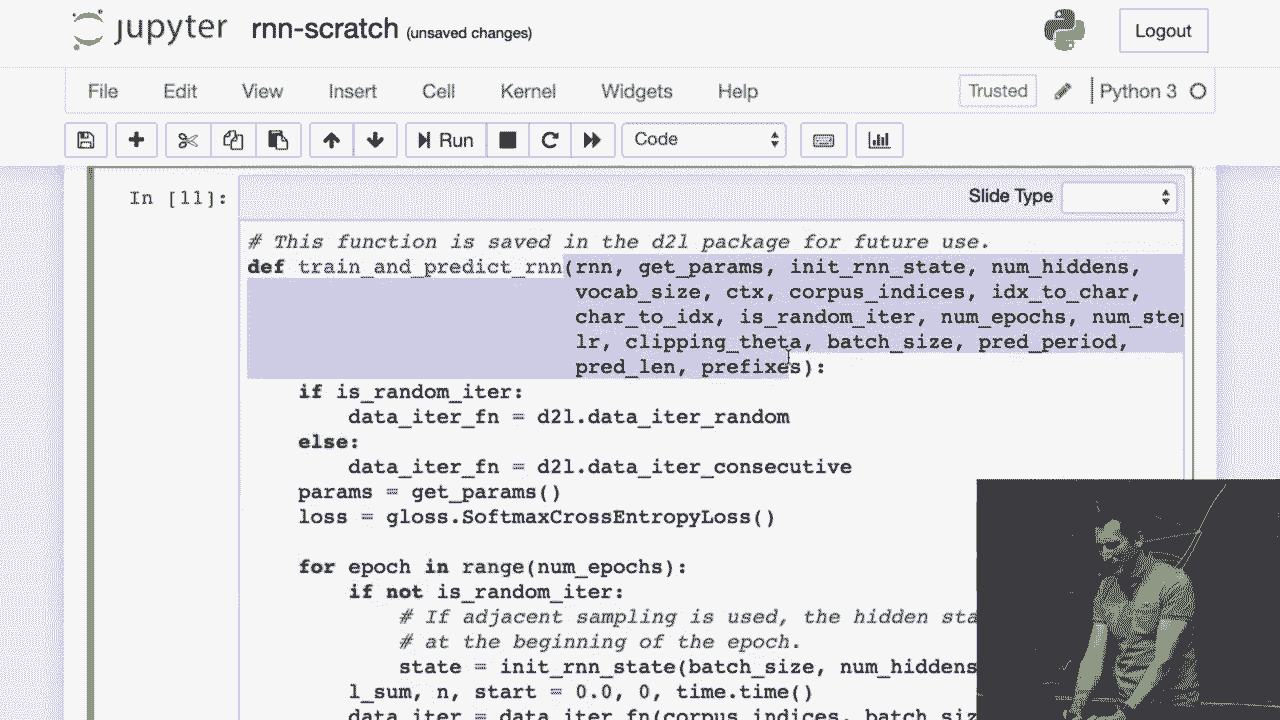 jupyter rnn-scratch (unsaved changes)
Logout
File Edit View Insert Cell Kernel Widgets Help
Trusted Python 3
Run Code
In [11]:
Slide Type
# This function is saved in the d2l package for future use.
def train_and_predict_rnn(rnn, get_params, init_rnn_state, num_hiddens,
vocab_size, ctx, corpus_indices, idx_to_char,
char_to_idx, is_random_iter, num_epochs, num_step
lr, clipping_theta, batch_size, pred_period,
pred_len, prefixes):
if is_random_iter:
data_iter_fn = d2l.data_iter_random
else:
data_iter_fn = d2l.data_iter_consecutive
params = get_params()
loss = gloss.SoftmaxCrossEntropyLoss()
for epoch in range(num_epochs):
if not is_random_iter:
# If adjacent sampling is used, the hidden sta
# at the beginning of the epoch.
state = init_rnn_state(batch_size, num_hiddens
l_sum, n, start = 0.0, 0, time.time()
data_iter = data_iter_fn(corpus_indices, batch_siz